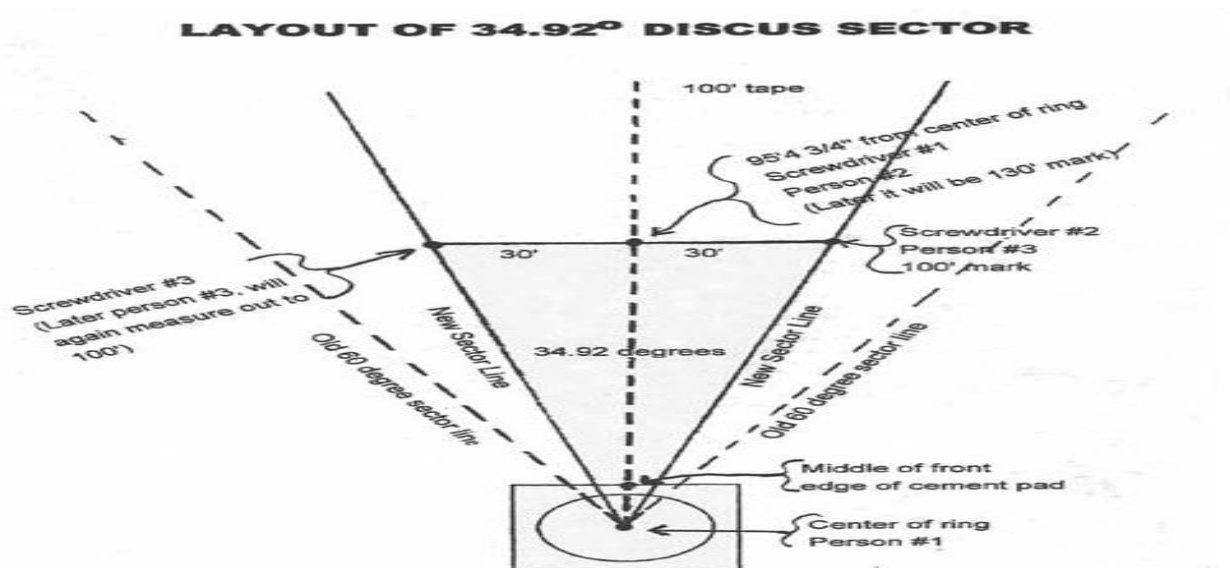 LAYOUT OF 34.92º DISCUS SECTOR
100' tape
95'4 3/4" from center of ring
Screwdriver #1
Person #2
(Later it will be 130' mark)
Screwdriver #2
Person #3
100' mark
30'
30'
Screwdriver #3
(Later person #3, will
again measure out to
100')
New Sector Line
34.92 degrees
New Sector Line
Old 60 degree sector line
Old 60 degree sector line
Middle of front
edge of cement pad
Center of ring
Person #1